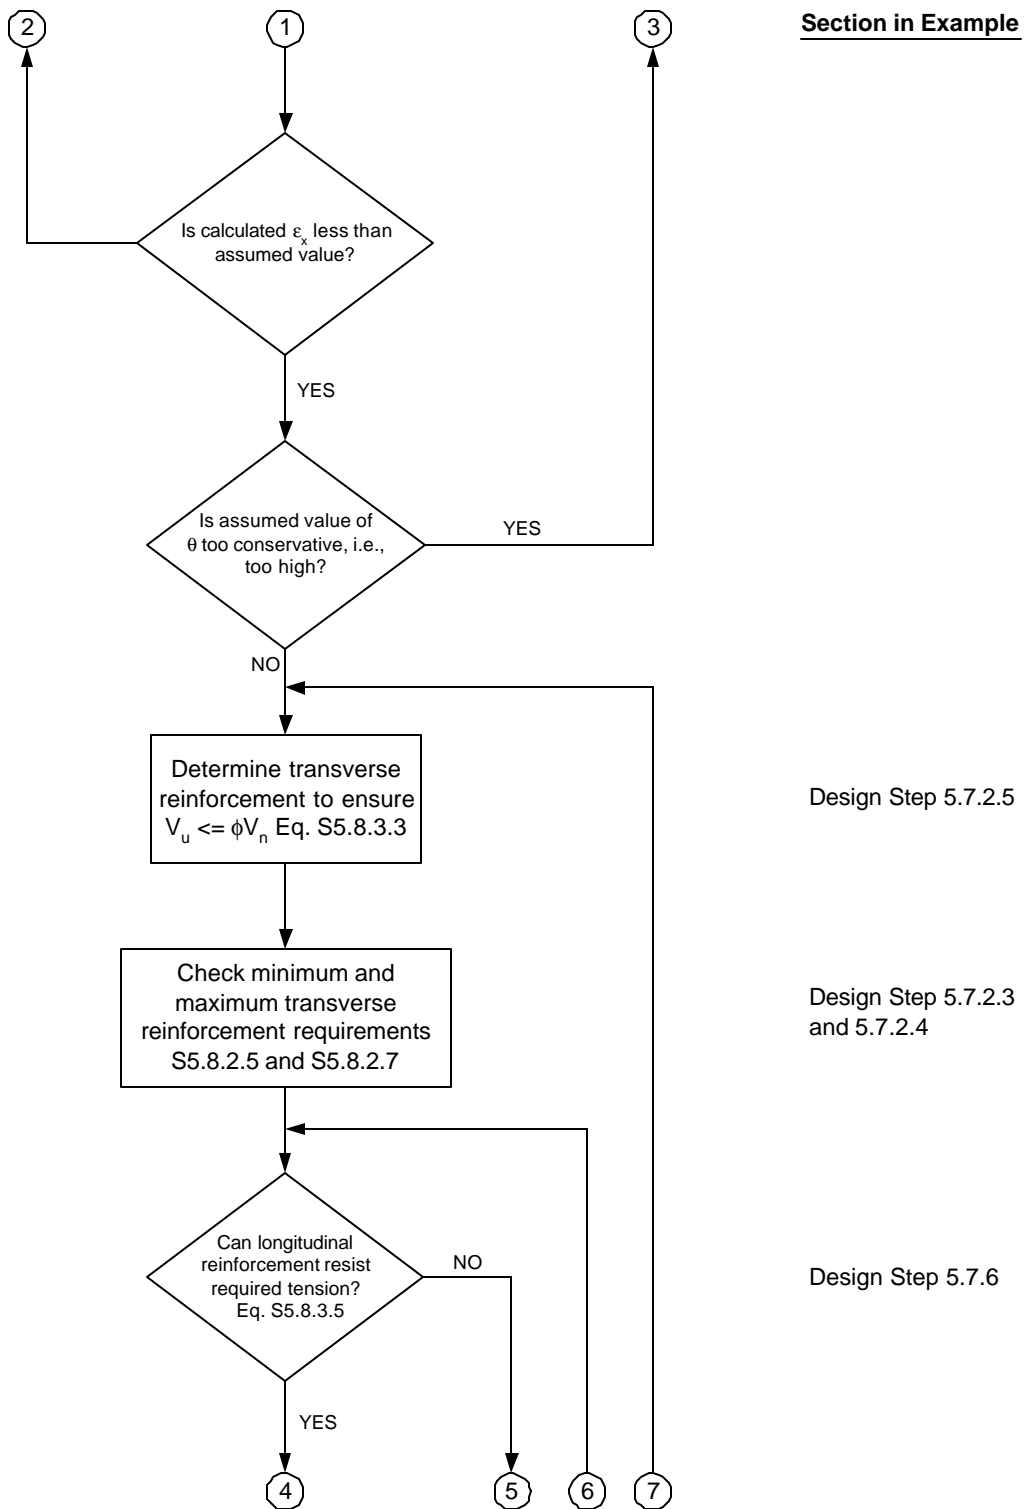 2
1
3
Section in Example
Is calculated εx less than
assumed value?
YES
Is assumed value of
θ too conservative, i.e.,
too high?
YES
NO
Determine transverse
reinforcement to ensure
Vu <= ϕVn Eq. S5.8.3.3
Design Step 5.7.2.5
Check minimum and
maximum transverse
reinforcement requirements
S5.8.2.5 and S5.8.2.7
Design Step 5.7.2.3
and 5.7.2.4
Can longitudinal
reinforcement resist
required tension?
Eq. S5.8.3.5
NO
Design Step 5.7.6
YES
4
5
6
7